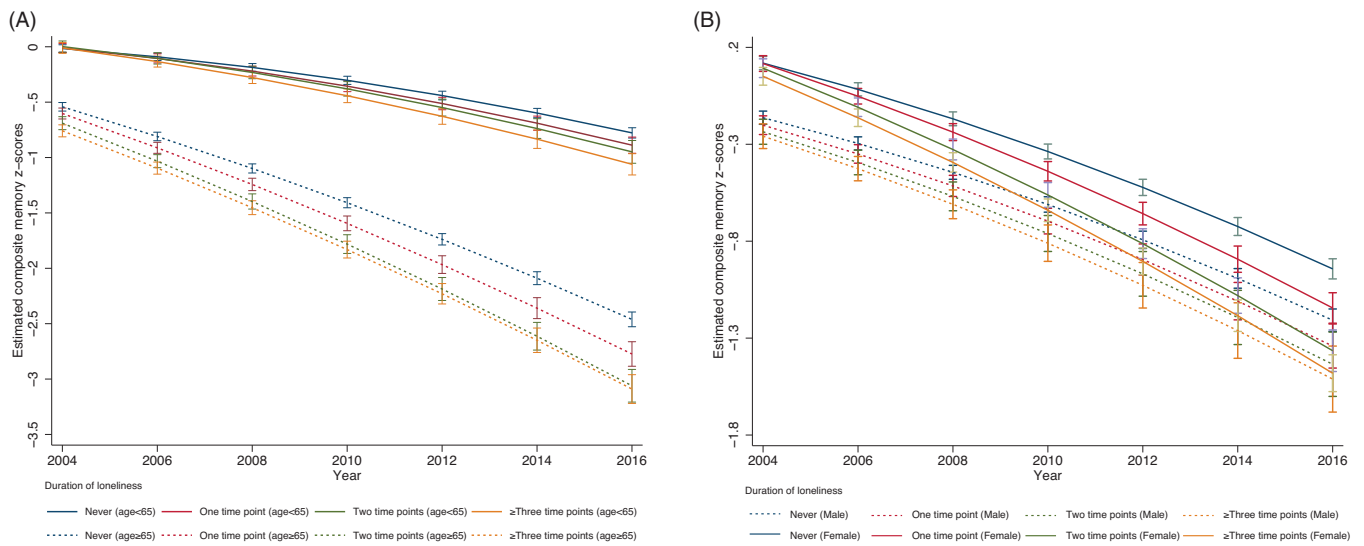 (A)
Estimated composite memory z−scores
0
−.5
−1
−1.5
−2
−2.5
−3
−3.5
2004 2006 2008 2010 2012 2014 2016
Year
Duration of loneliness
Never (age<65) One time point (age<65) Two time points (age<65) ≥Three time points (age<65)
Never (age≥65) One time point (age≥65) Two time points (age≥65) ≥Three time points (age≥65)
(B)
Estimated composite memory z−scores
.2
−.3
−.8
−1.3
−1.8
2004 2006 2008 2010 2012 2014 2016
Year
Duration of loneliness
Never (Male) One time point (Male) Two time points (Male) ≥Three time points (Male)
Never (Female) One time point (Female) Two time points (Female) ≥Three time points (Female)